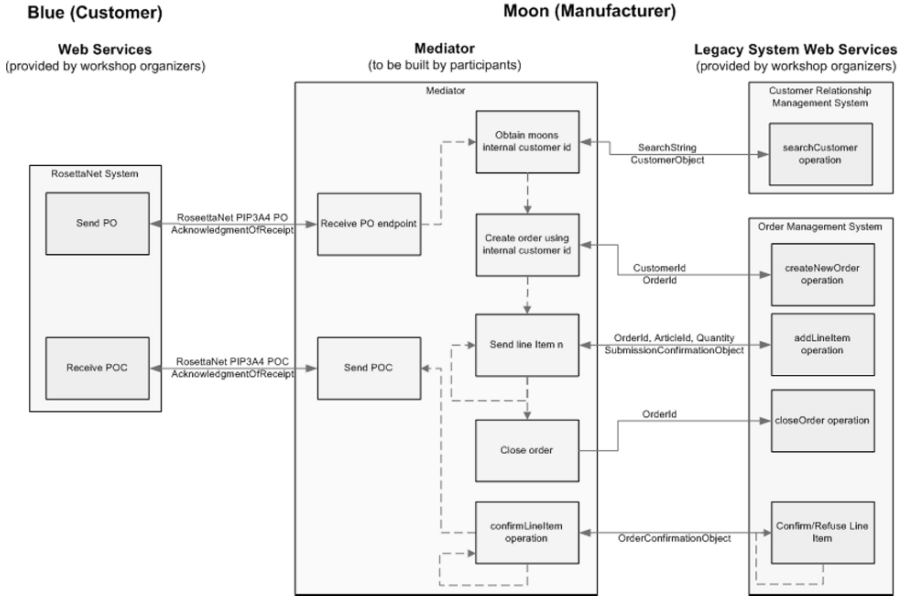 Blue (Customer)
Moon (Manufacturer)
Web Services
(provided by workshop organizers)
Mediator
(to be built by participants)
Legacy System Web Services
(provided by workshop organizers)
RosettaNet System
Send PO
Receive POC
RoseettaNet PIP3A4 PO
AcknowledgmentOfReceipt
RosettaNet PIP3A4 POC
AcknowledgmentOfReceipt
Mediator
Receive PO endpoint
Send POC
Obtain moons
internal customer id
Create order using
internal customer id
Send line Item n
Close order
confirmLineItem
operation
SearchString
CustomerObject
CustomerId
OrderId
OrderId, ArticleId, Quantity
SubmissionConfirmationObject
OrderId
OrderConfirmationObject
Customer Relationship
Management System
searchCustomer
operation
Order Management System
createNewOrder
operation
addLineItem
operation
closeOrder operation
Confirm/Refuse Line
Item